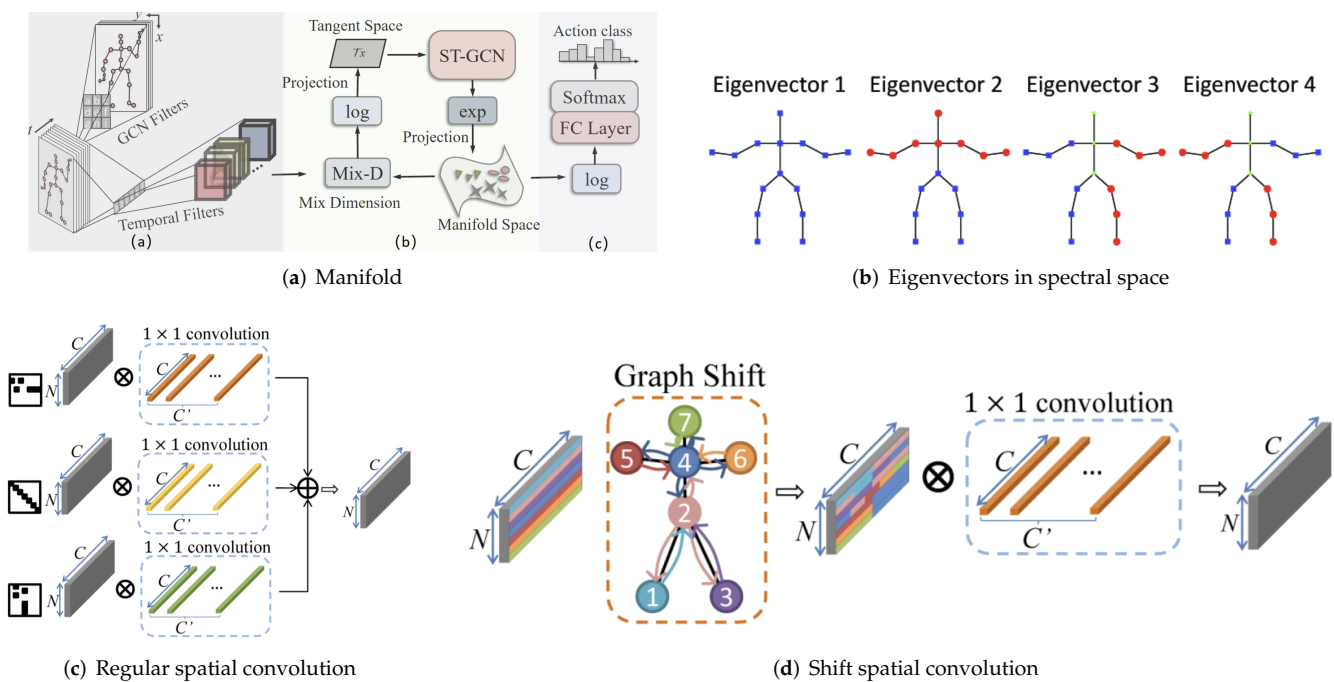 y
x
t
GCN Filters
Temporal Filters
(a)
Tangent Space
Tx
ST-GCN
Projection
log
exp
Projection
Mix-D
Mix Dimension
Manifold Space
(b)
Action class
Softmax
FC Layer
log
(c)
(a) Manifold
Eigenvector 1 Eigenvector 2 Eigenvector 3 Eigenvector 4
(b) Eigenvectors in spectral space
1 × 1 convolution
C
N
C
...
C'
1 × 1 convolution
C
N
C
...
C'
C
N
1 × 1 convolution
C
N
C
...
C'
(c) Regular spatial convolution
Graph Shift
7
5 4 6
2
1 3
C
N
C
N
1 × 1 convolution
C
...
C'
C
N
(d) Shift spatial convolution